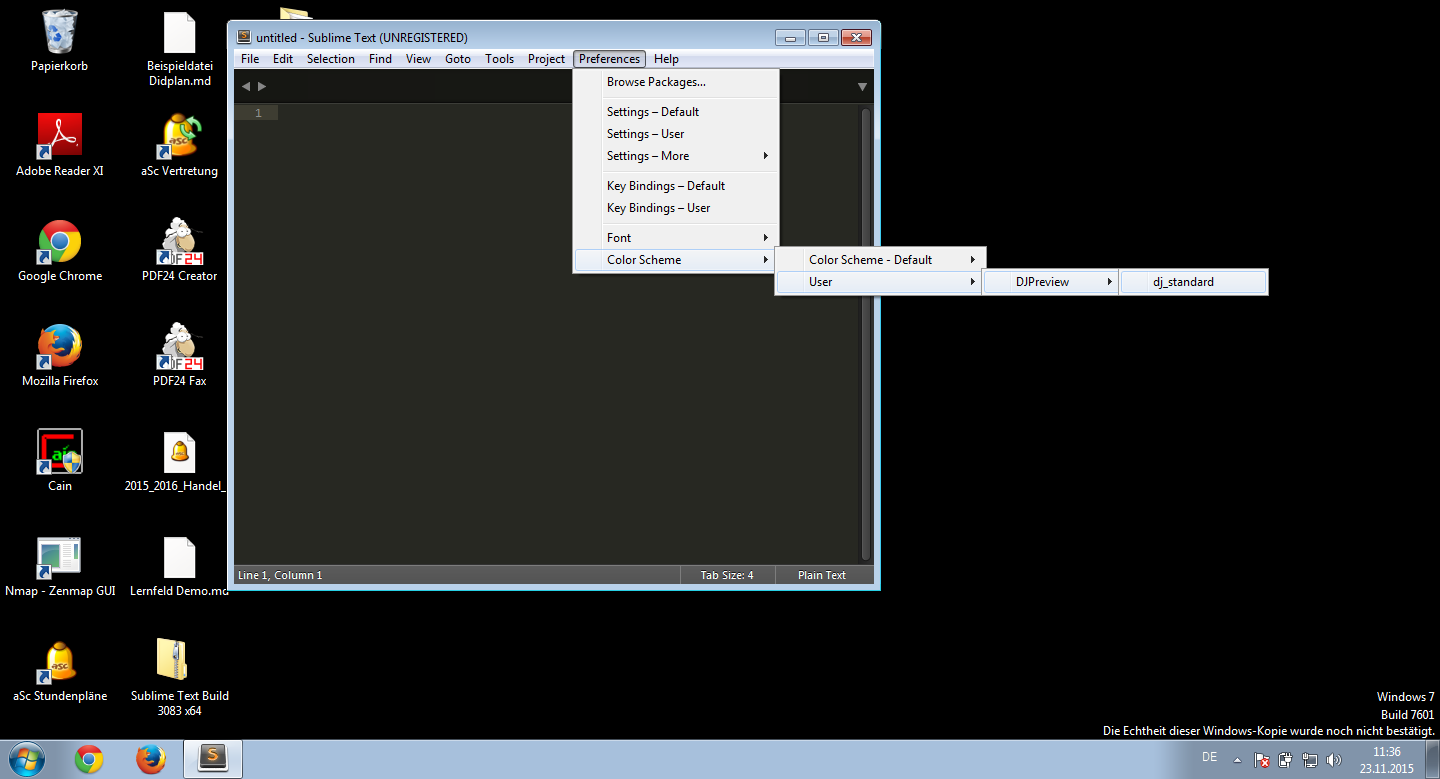 Papierkorb
Beispieldatei
Didplan.md
Adobe Reader XI
aSc Vertretung
Google Chrome
PDF24 Creator
Mozilla Firefox
PDF24 Fax
Cain
2015_2016_Handel_
Nmap - Zenmap GUI
Lernfeld Demo.md
aSc Stundenpläne
Sublime Text Build
3083 x64
untitled - Sublime Text (UNREGISTERED)
File Edit Selection Find View Goto Tools Project Preferences Help
1
Browse Packages...
Settings – Default
Settings – User
Settings – More
Key Bindings – Default
Key Bindings – User
Font
Color Scheme
Color Scheme - Default
User
DJPreview
dj_standard
Line 1, Column 1
Tab Size: 4
Plain Text
Windows 7
Build 7601
Die Echtheit dieser Windows-Kopie wurde noch nicht bestätigt.
DE
11:36
23.11.2015